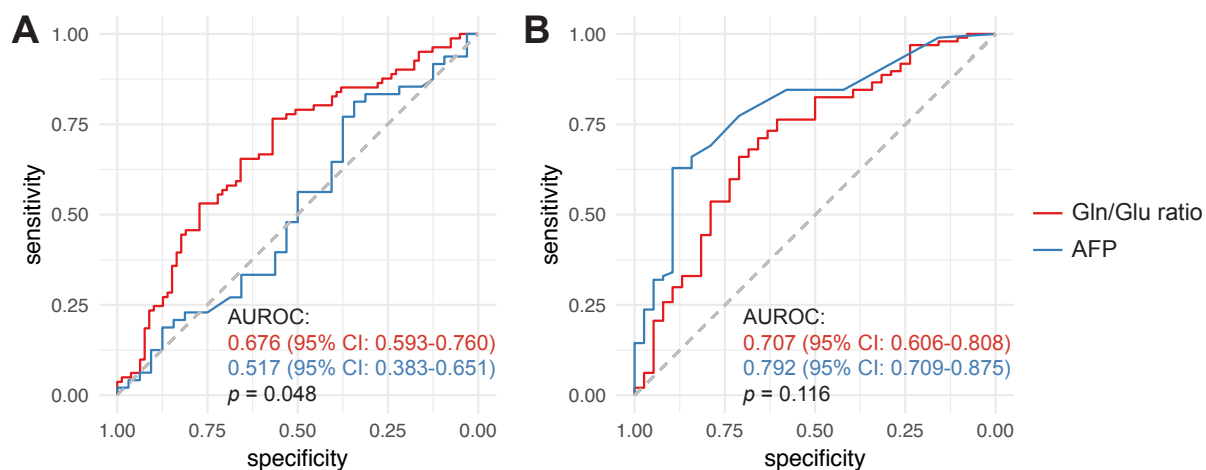 A
1.00
0.75
0.50
0.25
0.00
sensitivity
AUROC:
0.676 (95% CI: 0.593-0.760)
0.517 (95% CI: 0.383-0.651)
p = 0.048
1.00 0.75 0.50 0.25 0.00
specificity
B
1.00
0.75
0.50
0.25
0.00
sensitivity
AUROC:
0.707 (95% CI: 0.606-0.808)
0.792 (95% CI: 0.709-0.875)
p = 0.116
1.00 0.75 0.50 0.25 0.00
specificity
Gln/Glu ratio
AFP